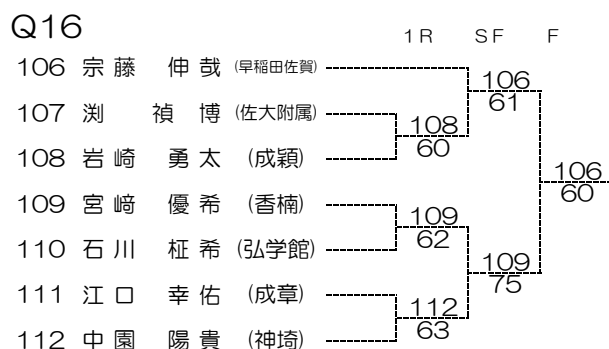 Q16
1R SF F
106 宗藤 伸哉 (早稲田佐賀)
106
61
107 渕 禎博 (佐大附属)
108
60
108 岩崎 勇太 (成穎)
106
60
109 宮﨑 優希 (香楠)
109
62
110 石川 柾希 (弘学館)
109
75
111 江口 幸佑 (成章)
112
63
112 中園 陽貴 (神埼)